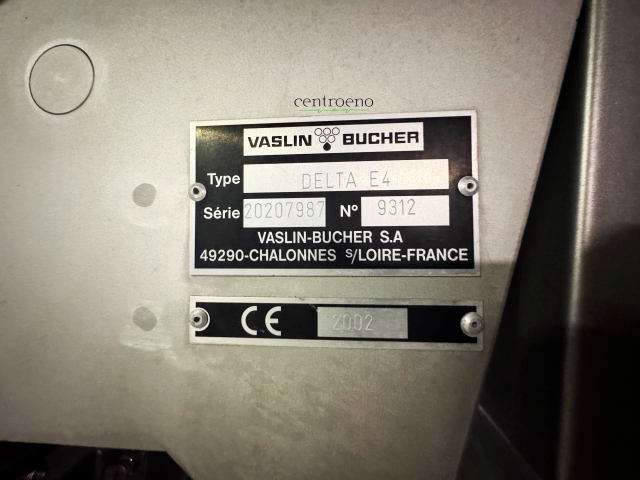 centroeno
VASLIN BUCHER
Type DELTA E4
Série 20207987 N° 9312
VASLIN-BUCHER S.A
49290-CHALONNES S/LOIRE-FRANCE
CE 2002